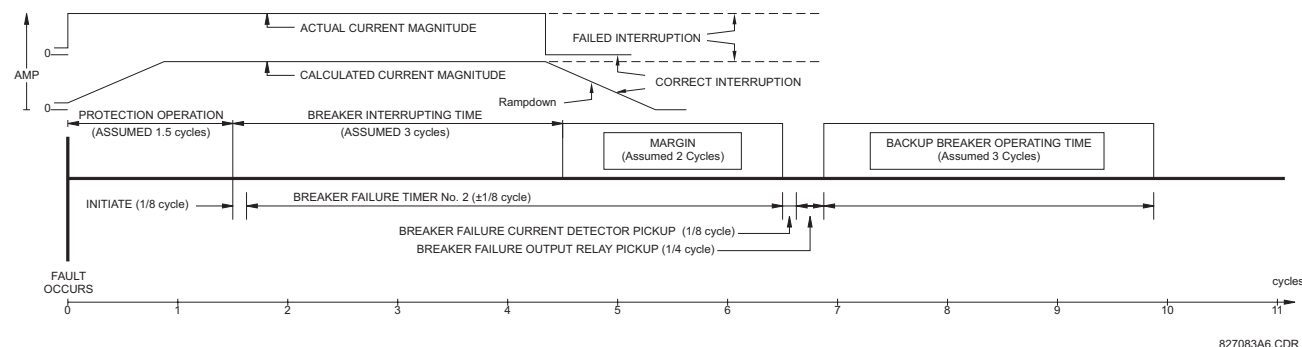 ACTUAL CURRENT MAGNITUDE
FAILED INTERRUPTION
0
AMP
CALCULATED CURRENT MAGNITUDE
CORRECT INTERRUPTION
Rampdown
0
PROTECTION OPERATION
(ASSUMED 1.5 cycles)
BREAKER INTERRUPTING TIME
(ASSUMED 3 cycles)
MARGIN
(Assumed 2 Cycles)
BACKUP BREAKER OPERATING TIME
(Assumed 3 Cycles)
INITIATE (1/8 cycle)
BREAKER FAILURE TIMER No. 2 (±1/8 cycle)
BREAKER FAILURE CURRENT DETECTOR PICKUP (1/8 cycle)
BREAKER FAILURE OUTPUT RELAY PICKUP (1/4 cycle)
FAULT
OCCURS
cycles
0 1 2 3 4 5 6 7 8 9 10 11
827083A6.CDR